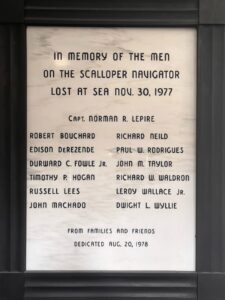 IN MEMORY OF THE MEN
ON THE SCALLOPER NAVIGATOR
LOST AT SEA NOV. 30, 1977
CAPT. NORMAN R. LEPIRE
ROBERT BOUCHARD RICHARD NEILD
EDISON DEREZENDE PAUL W. RODRIGUES
DURWARD C. FOWLE JR. JOHN M. TAYLOR
TIMOTHY P. HOGAN RICHARD W. WALDRON
RUSSELL LEES LEROY WALLACE JR.
JOHN MACHADO DWIGHT L. WYLLIE
FROM FAMILIES AND FRIENDS
DEDICATED AUG. 20, 1978